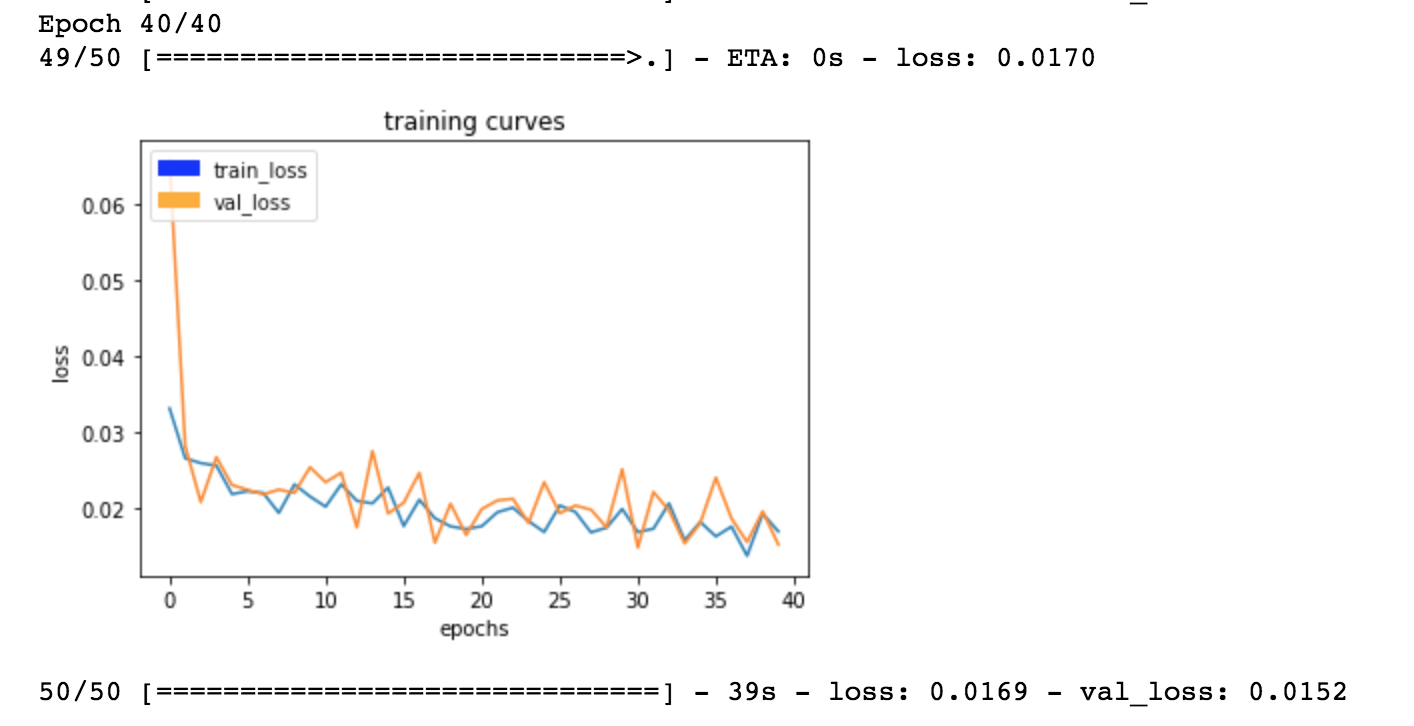 Epoch 40/40
49/50 [============================>.] - ETA: 0s - loss: 0.0170
training curves
train_loss
val_loss
0.06
0.05
0.04
0.03
0.02
loss
0 5 10 15 20 25 30 35 40
epochs
50/50 [==============================] - 39s - loss: 0.0169 - val_loss: 0.0152